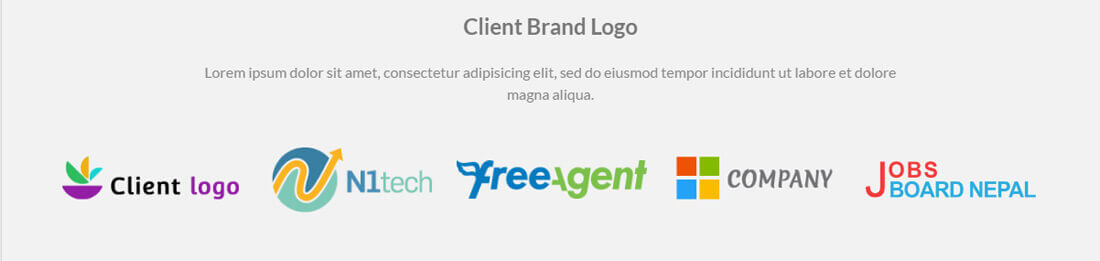 Client Brand Logo
Lorem ipsum dolor sit amet, consectetur adipisicing elit, sed do eiusmod tempor incididunt ut labore et dolore
magna aliqua.
Client logo
N1tech
freeAgent
COMPANY
JOBS
BOARD NEPAL